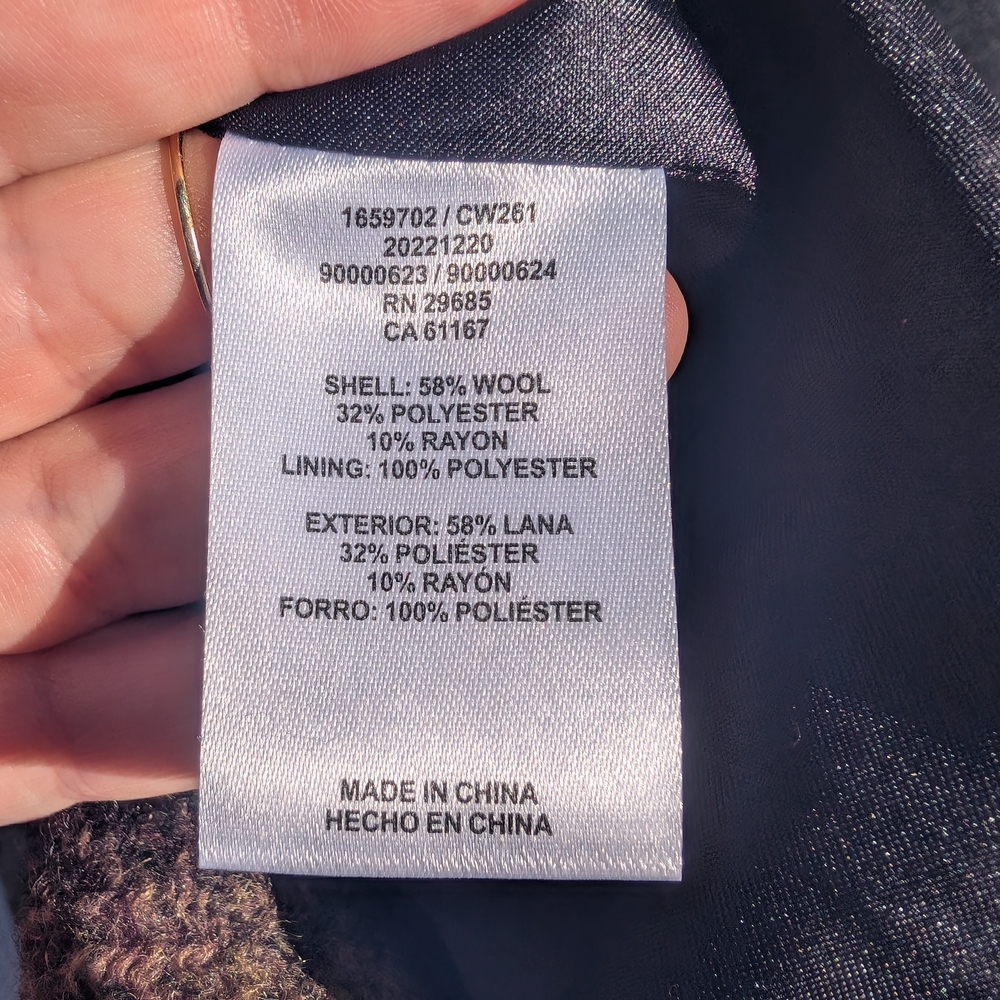 1659702 / CW261
20221220
90000623 / 90000624
RN 29685
CA 61167
SHELL: 58% WOOL
32% POLYESTER
10% RAYON
LINING: 100% POLYESTER
EXTERIOR: 58% LANA
32% POLIÉSTER
10% RAYÓN
FORRO: 100% POLIÉSTER
MADE IN CHINA
HECHO EN CHINA